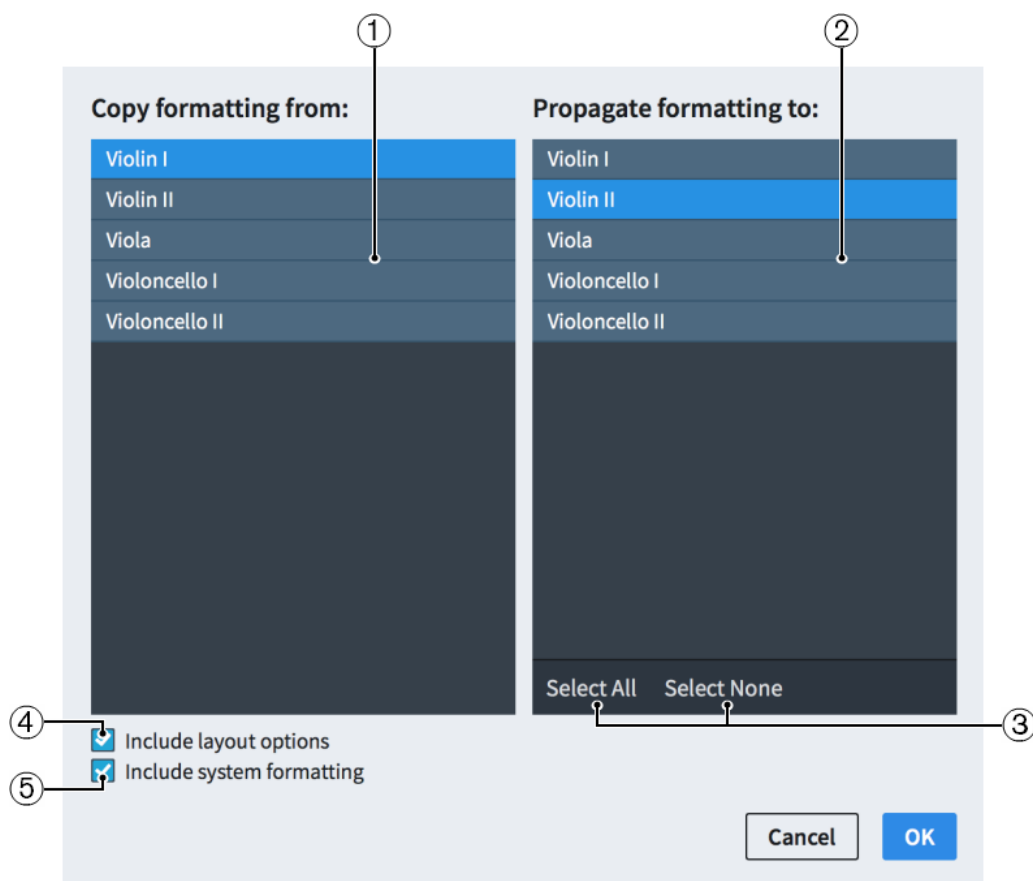 ① ②
Copy formatting from:
Violin I
Violin II
Viola
Violoncello I
Violoncello II
Propagate formatting to:
Violin I
Violin II
Viola
Violoncello I
Violoncello II
Select All Select None
③
④ Include layout options
⑤ Include system formatting
Cancel OK